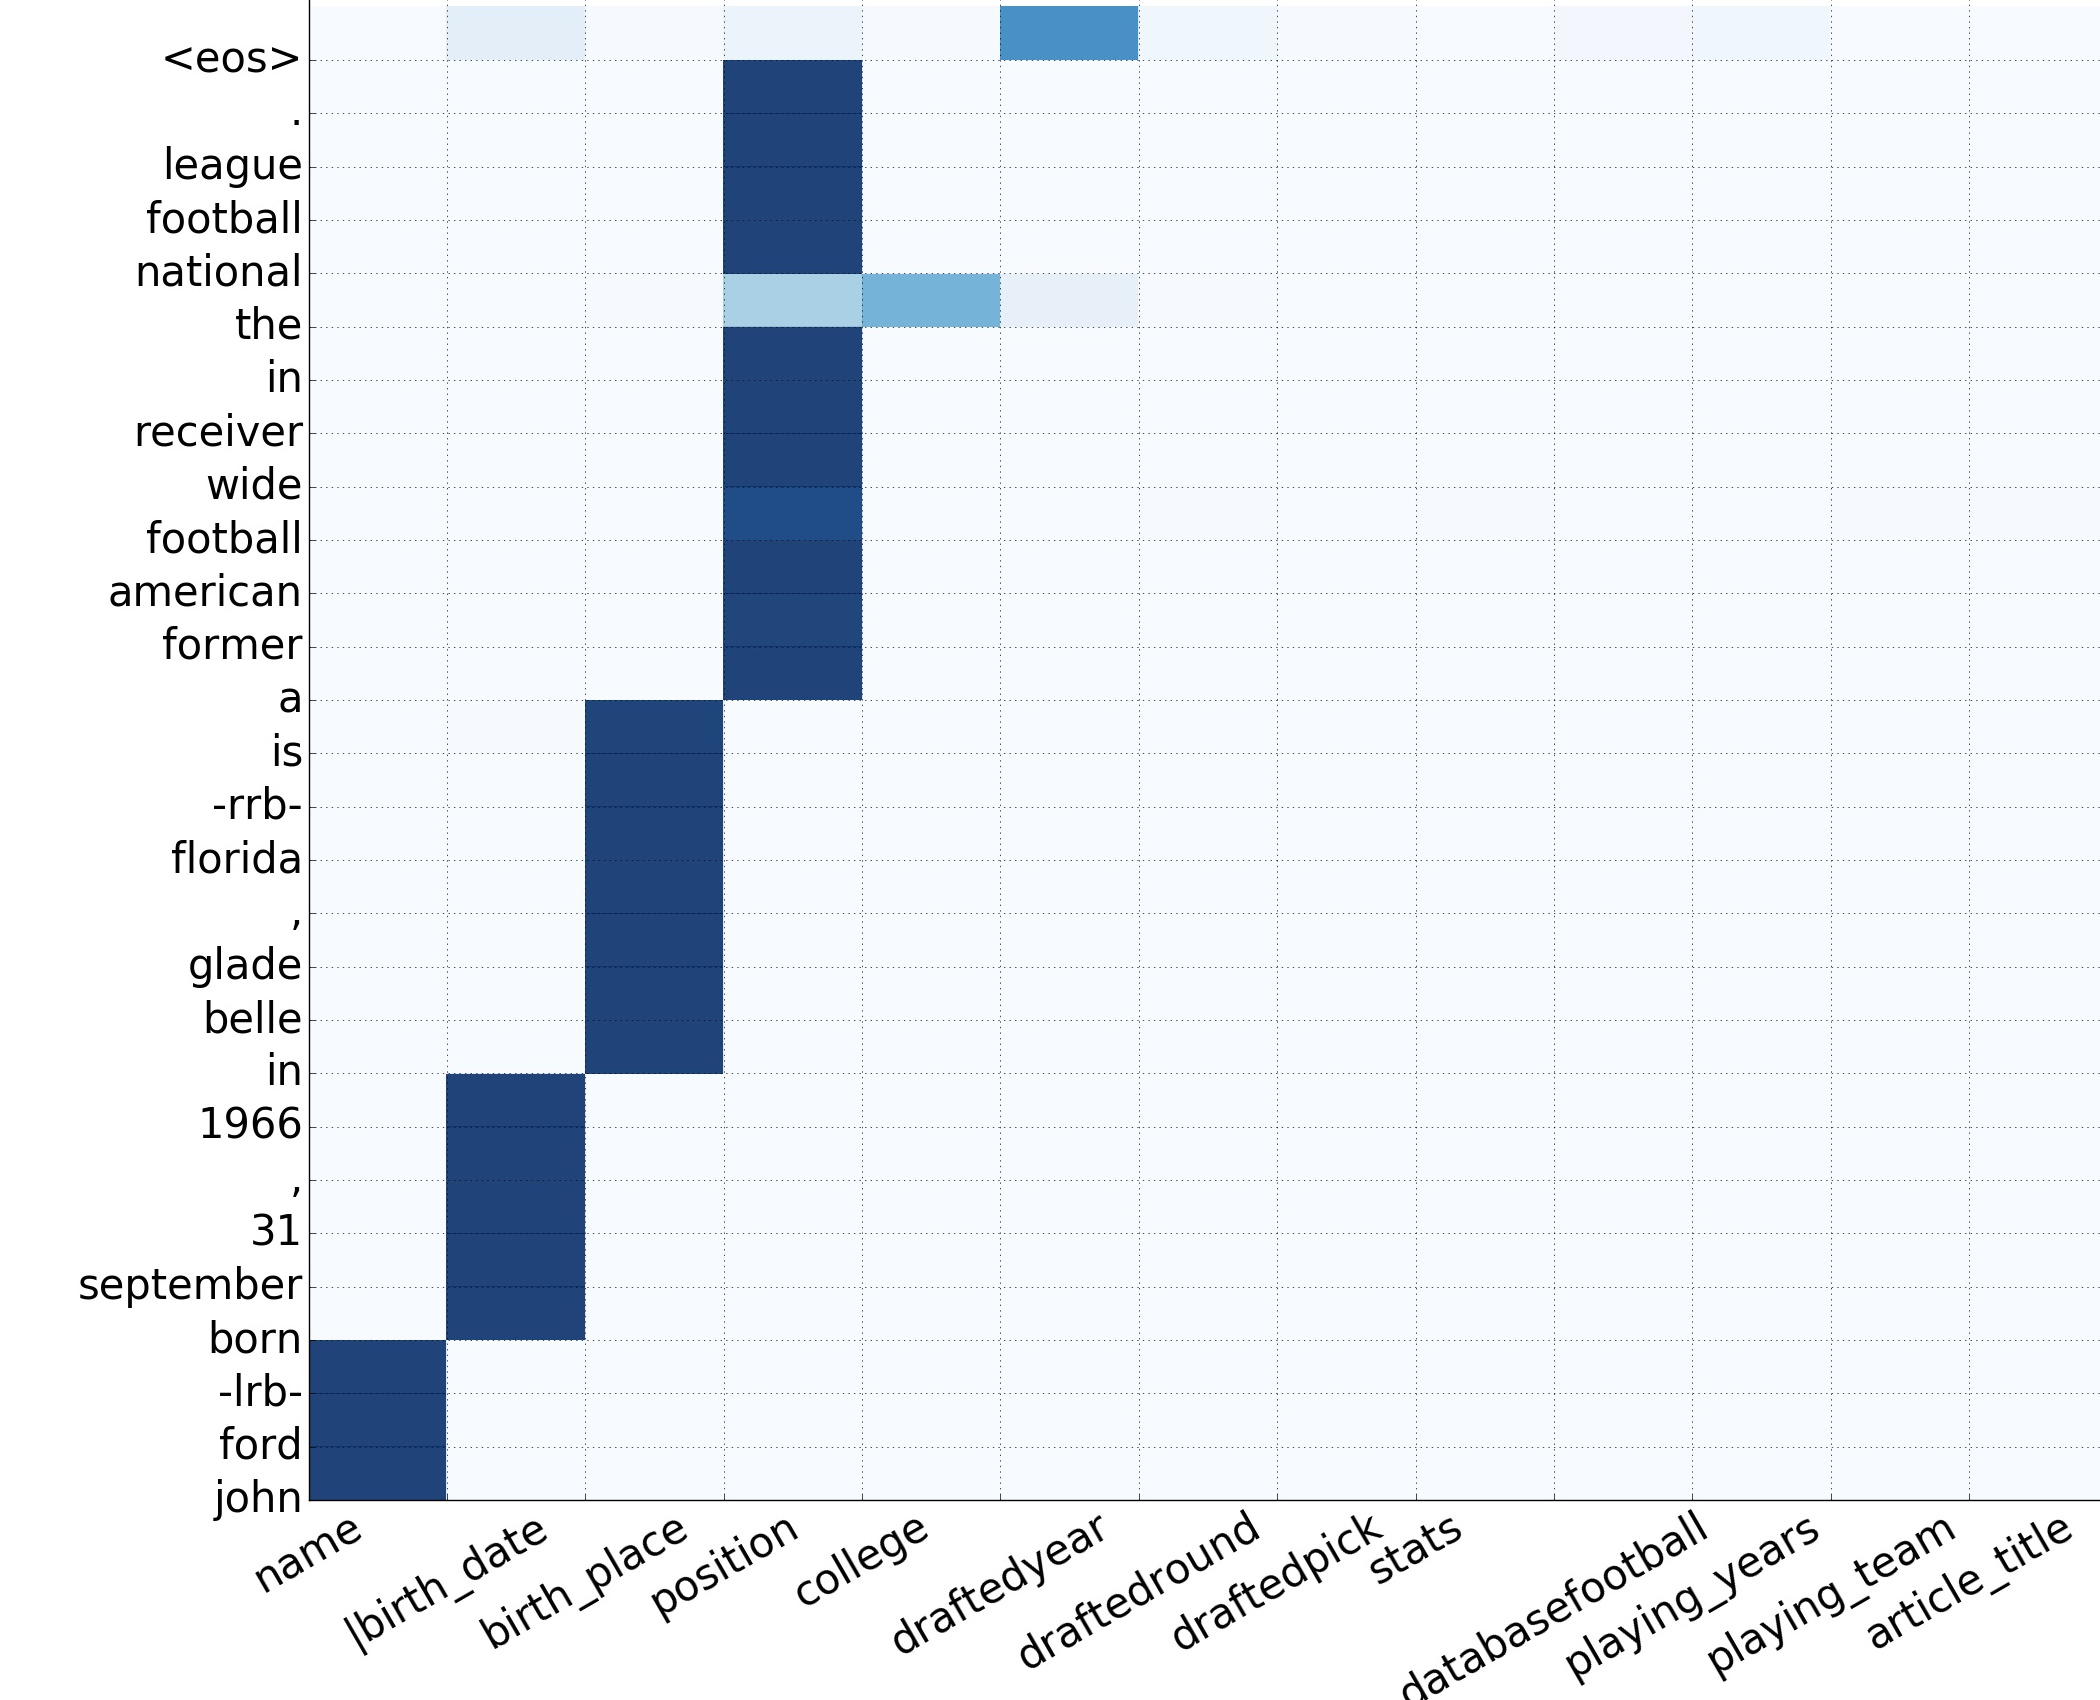 <eos>
.
league
football
national
the
in
receiver
wide
football
american
former
a
is
-rrb-
florida
,
glade
belle
in
1966
,
31
september
born
-lrb-
ford
john
name
|birth_date
birth_place
position
college
draftedyear
draftedround
draftedpick
stats
databasefootball
playing_years
playing_team
article_title